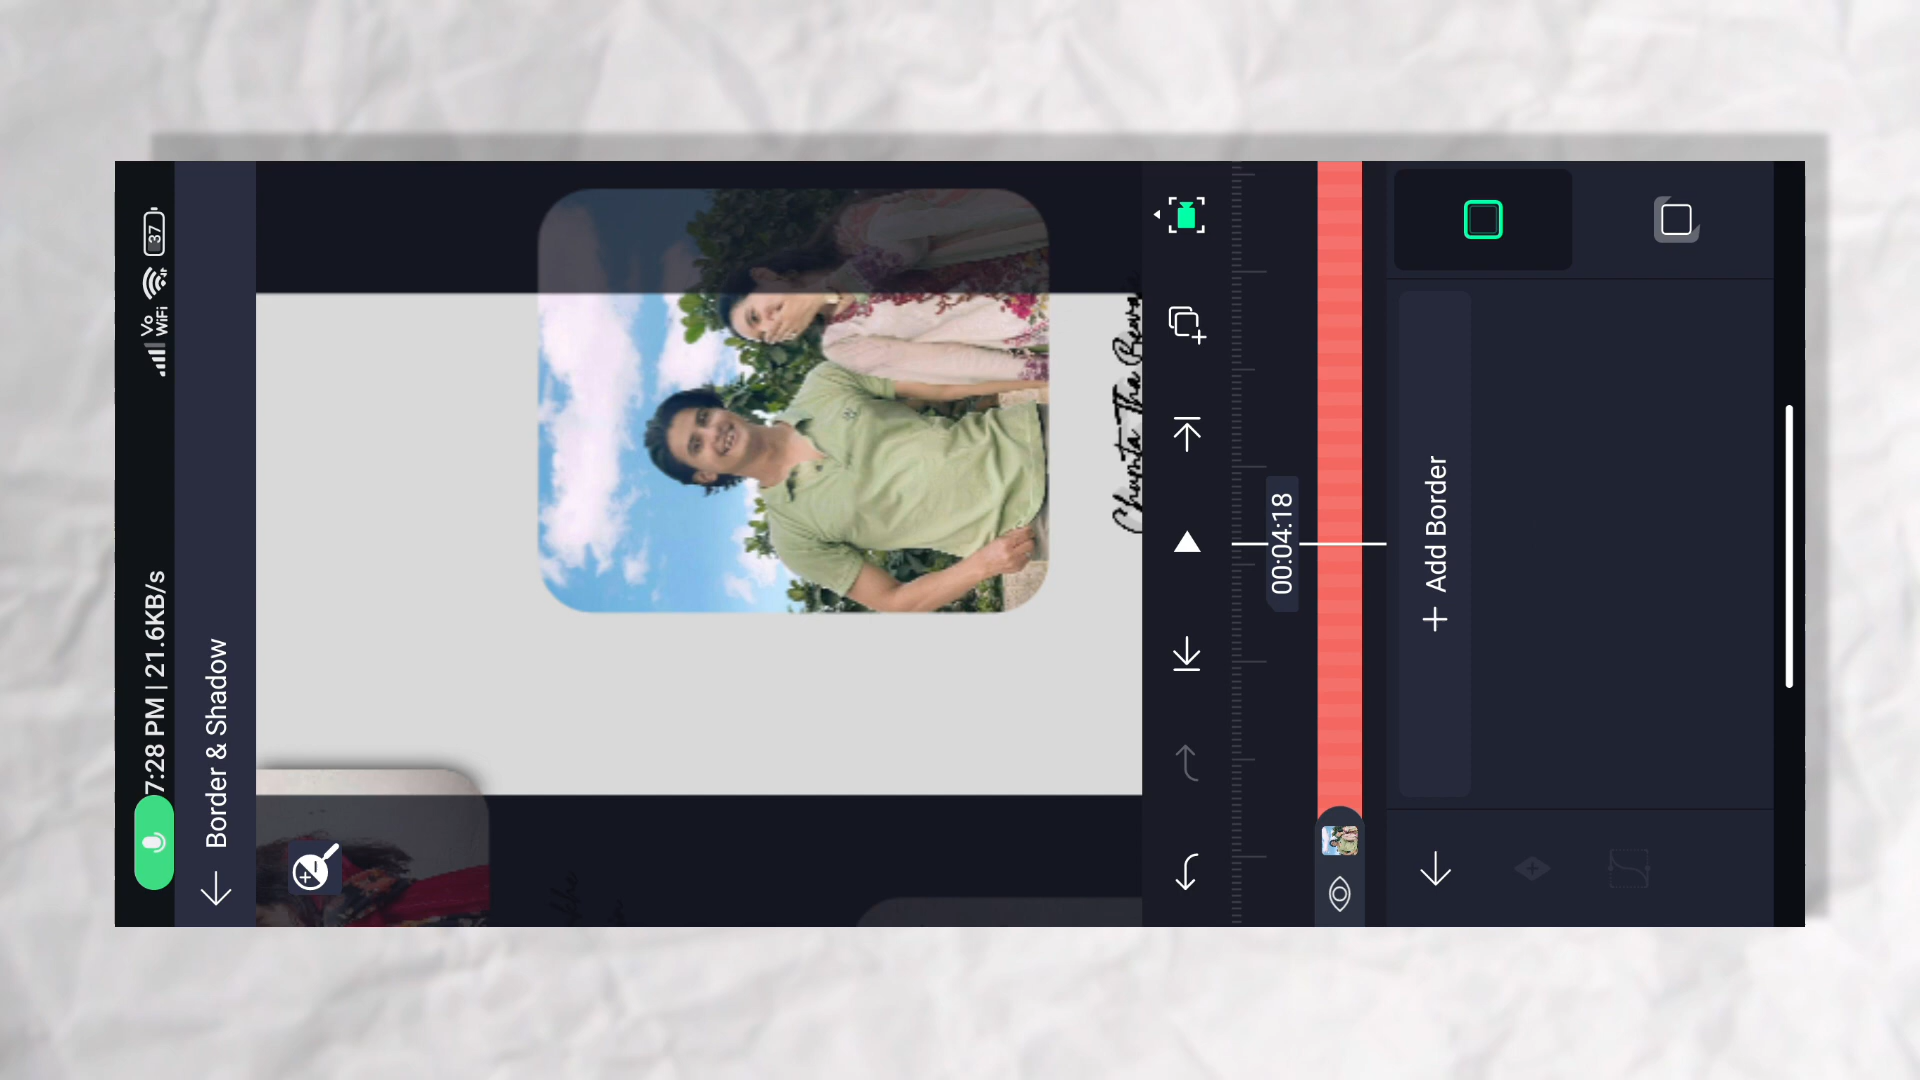 7:28 PM | 21.6KB/s
Vo
WiFi
37
Border & Shadow
00:04:18
+ Add Border